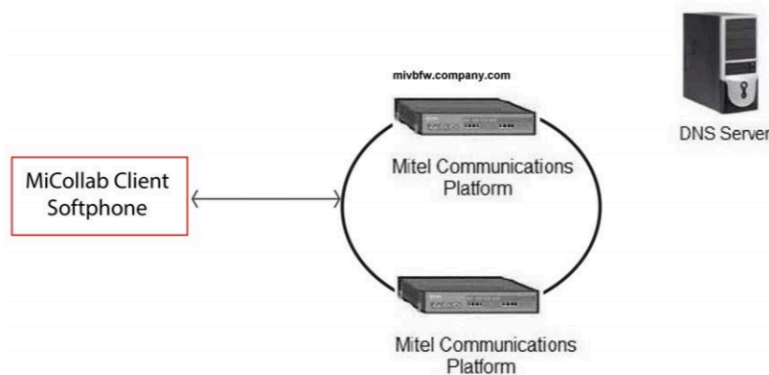 mivbfw.company.com
DNS Server
Mitel Communications
Platform
MiCollab Client
Softphone
Mitel Communications
Platform